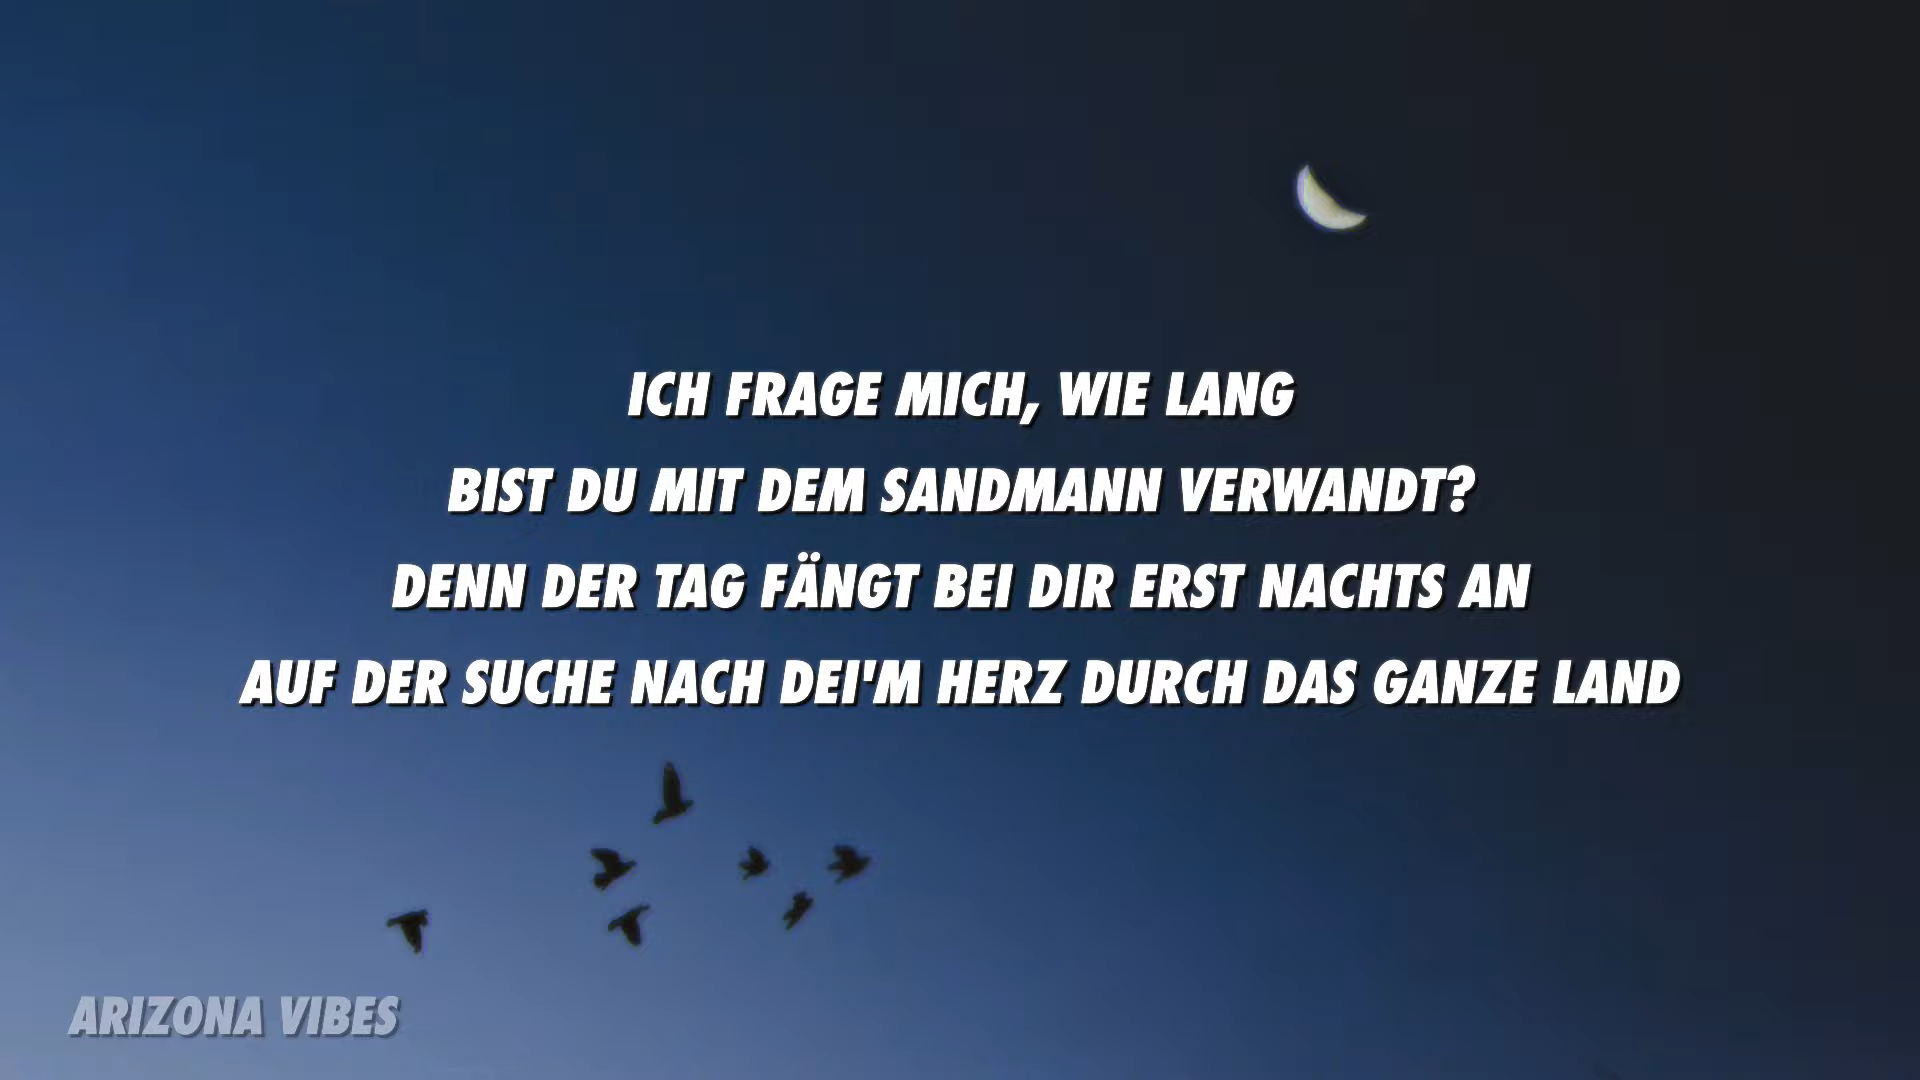 ICH FRAGE MICH, WIE LANG
BIST DU MIT DEM SANDMANN VERWANDT?
DENN DER TAG FÄNGT BEI DIR ERST NACHTS AN
AUF DER SUCHE NACH DEI'M HERZ DURCH DAS GANZE LAND
ARIZONA VIBES